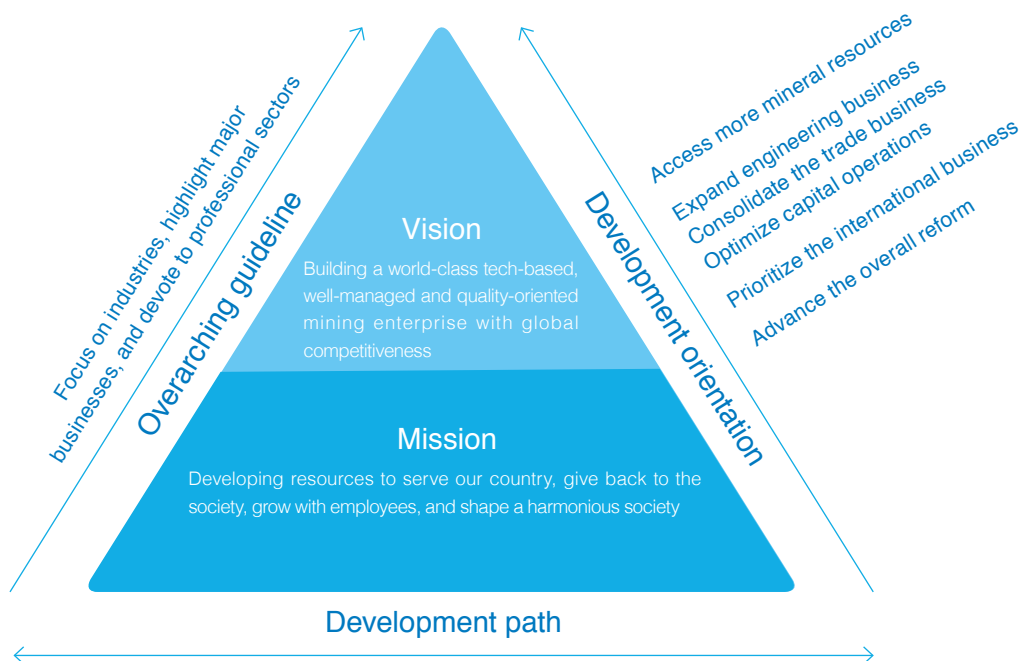 Focus on industries, highlight major
businesses, and devote to professional sectors
Overarching guideline
Vision
Building a world-class tech-based,
well-managed and quality-oriented
mining enterprise with global
competitiveness
Mission
Developing resources to serve our country, give back to the
society, grow with employees, and shape a harmonious society
Development orientation
Access more mineral resources
Expand engineering business
Consolidate the trade business
Optimize capital operations
Prioritize the international business
Advance the overall reform
Development path